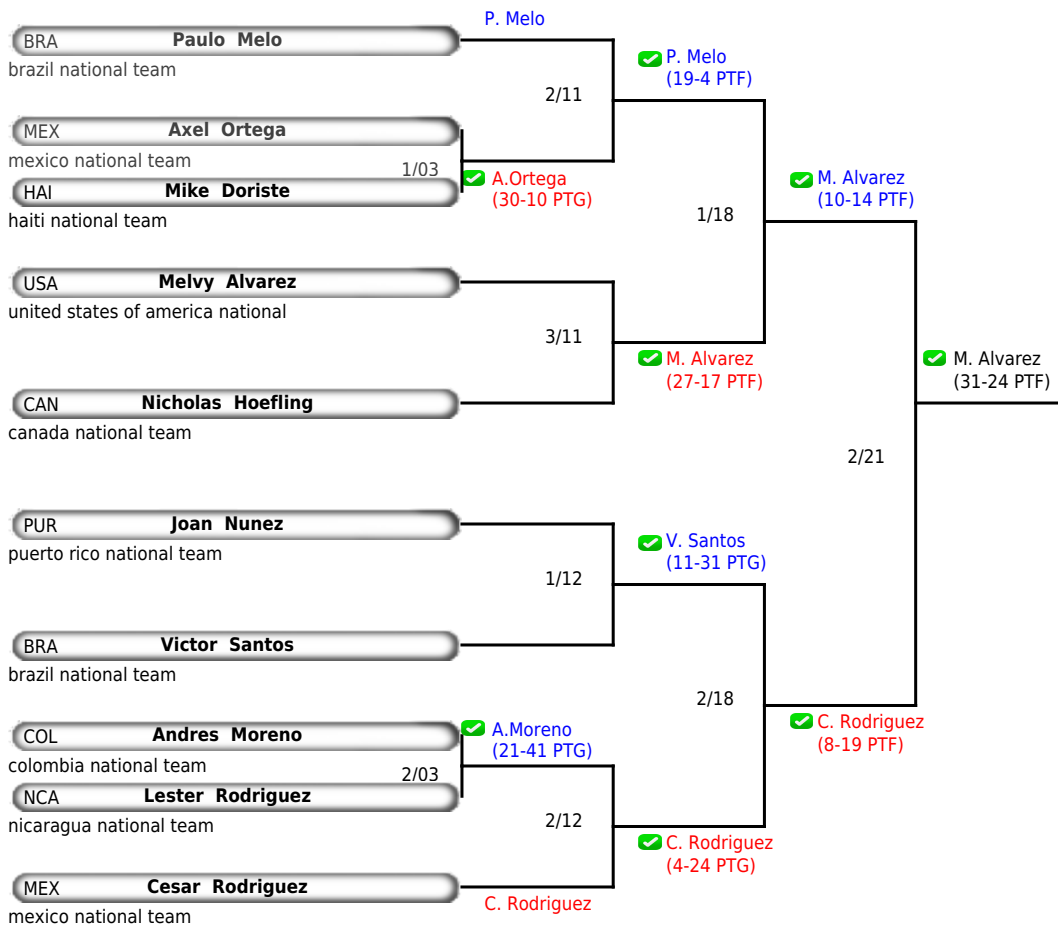 P. Melo
BRA Paulo Melo
brazil national team
P. Melo
(19-4 PTF)
2/11
MEX Axel Ortega
mexico national team
1/03
A.Ortega
(30-10 PTG)
HAI Mike Doriste
haiti national team
M. Alvarez
(10-14 PTF)
1/18
USA Melvy Alvarez
united states of america national
3/11
M. Alvarez
(27-17 PTF)
M. Alvarez
(31-24 PTF)
CAN Nicholas Hoefling
canada national team
2/21
PUR Joan Nunez
puerto rico national team
V. Santos
(11-31 PTG)
1/12
BRA Victor Santos
brazil national team
2/18
COL Andres Moreno
colombia national team
A.Moreno
(21-41 PTG)
2/03
C. Rodriguez
(8-19 PTF)
NCA Lester Rodriguez
nicaragua national team
2/12
C. Rodriguez
(4-24 PTG)
MEX Cesar Rodriguez
mexico national team
C. Rodriguez